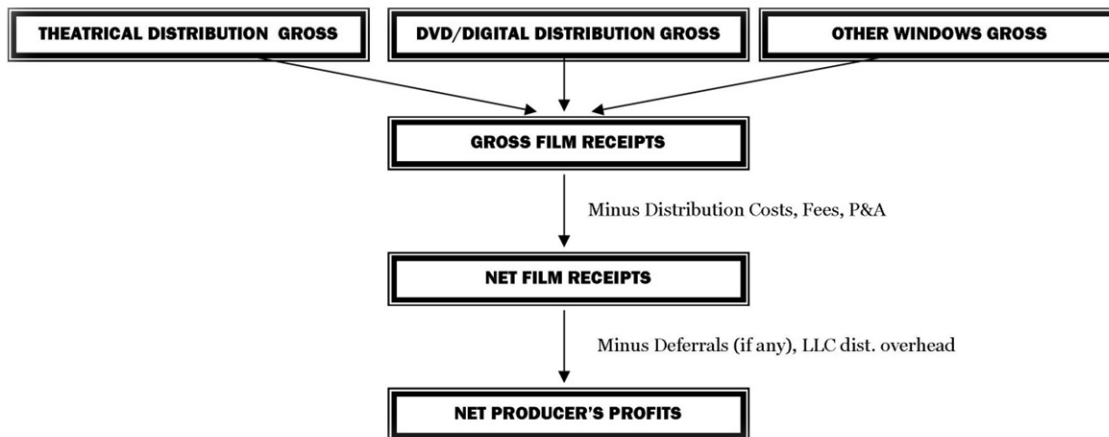 THEATRICAL DISTRIBUTION GROSS
DVD/DIGITAL DISTRIBUTION GROSS
OTHER WINDOWS GROSS
GROSS FILM RECEIPTS
Minus Distribution Costs, Fees, P&A
NET FILM RECEIPTS
Minus Deferrals (if any), LLC dist. overhead
NET PRODUCER’S PROFITS